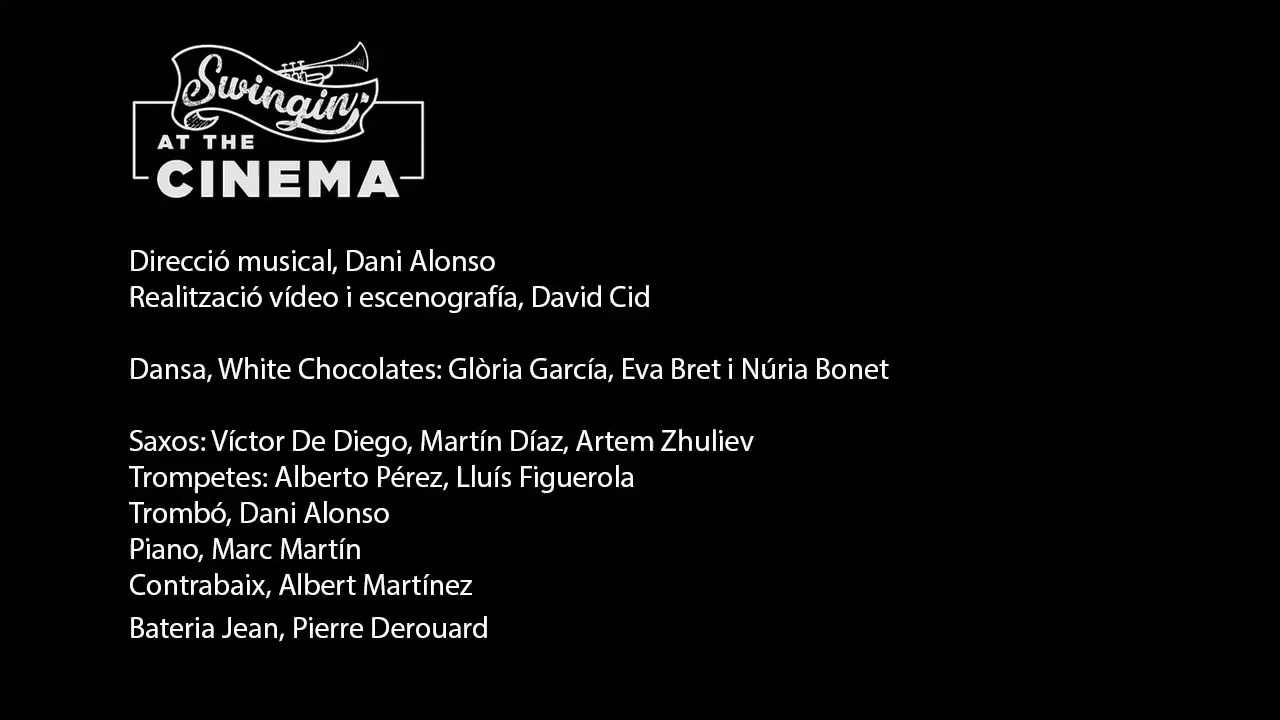 Swingin'
AT THE
CINEMA
Direcció musical, Dani Alonso
Realització vídeo i escenografía, David Cid
Dansa, White Chocolates: Glòria García, Eva Bret i Núria Bonet
Saxos: Víctor De Diego, Martín Díaz, Artem Zhuliev
Trompetes: Alberto Pérez, Lluís Figuerola
Trombó, Dani Alonso
Piano, Marc Martín
Contrabaix, Albert Martínez
Bateria Jean, Pierre Derouard